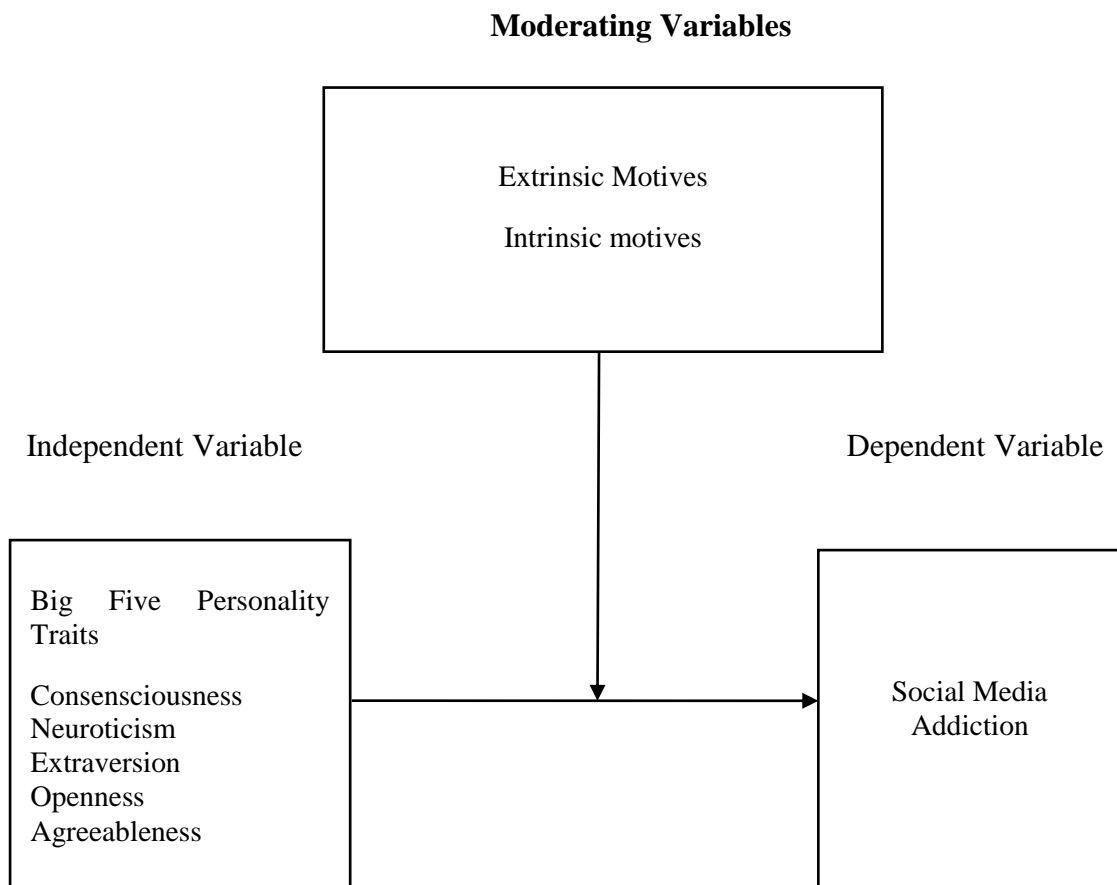 Moderating Variables
Extrinsic Motives
Intrinsic motives
Independent Variable
Dependent Variable
Big Five Personality
Traits
Consensciousness
Neuroticism
Extraversion
Openness
Agreeableness
Social Media
Addiction